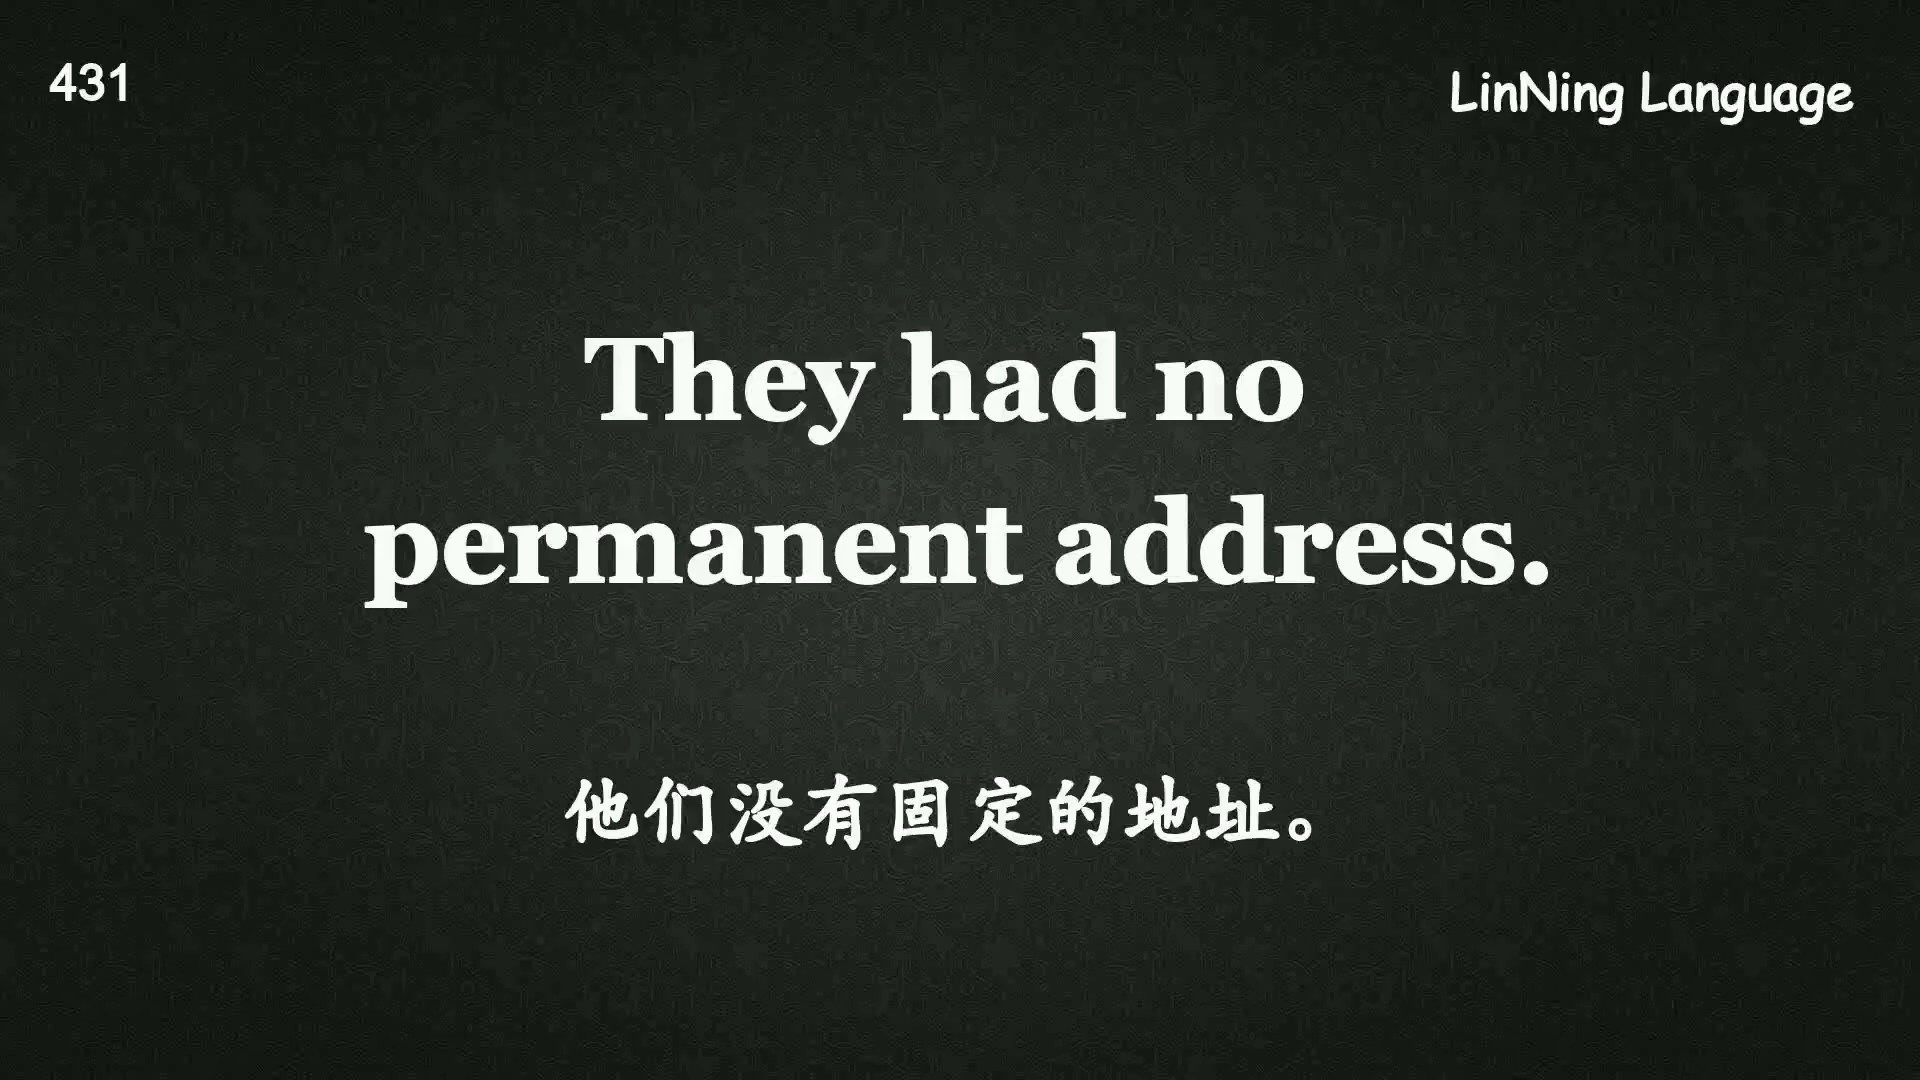 431
LinNing Language
They had no
permanent address.
他们没有固定的地址。